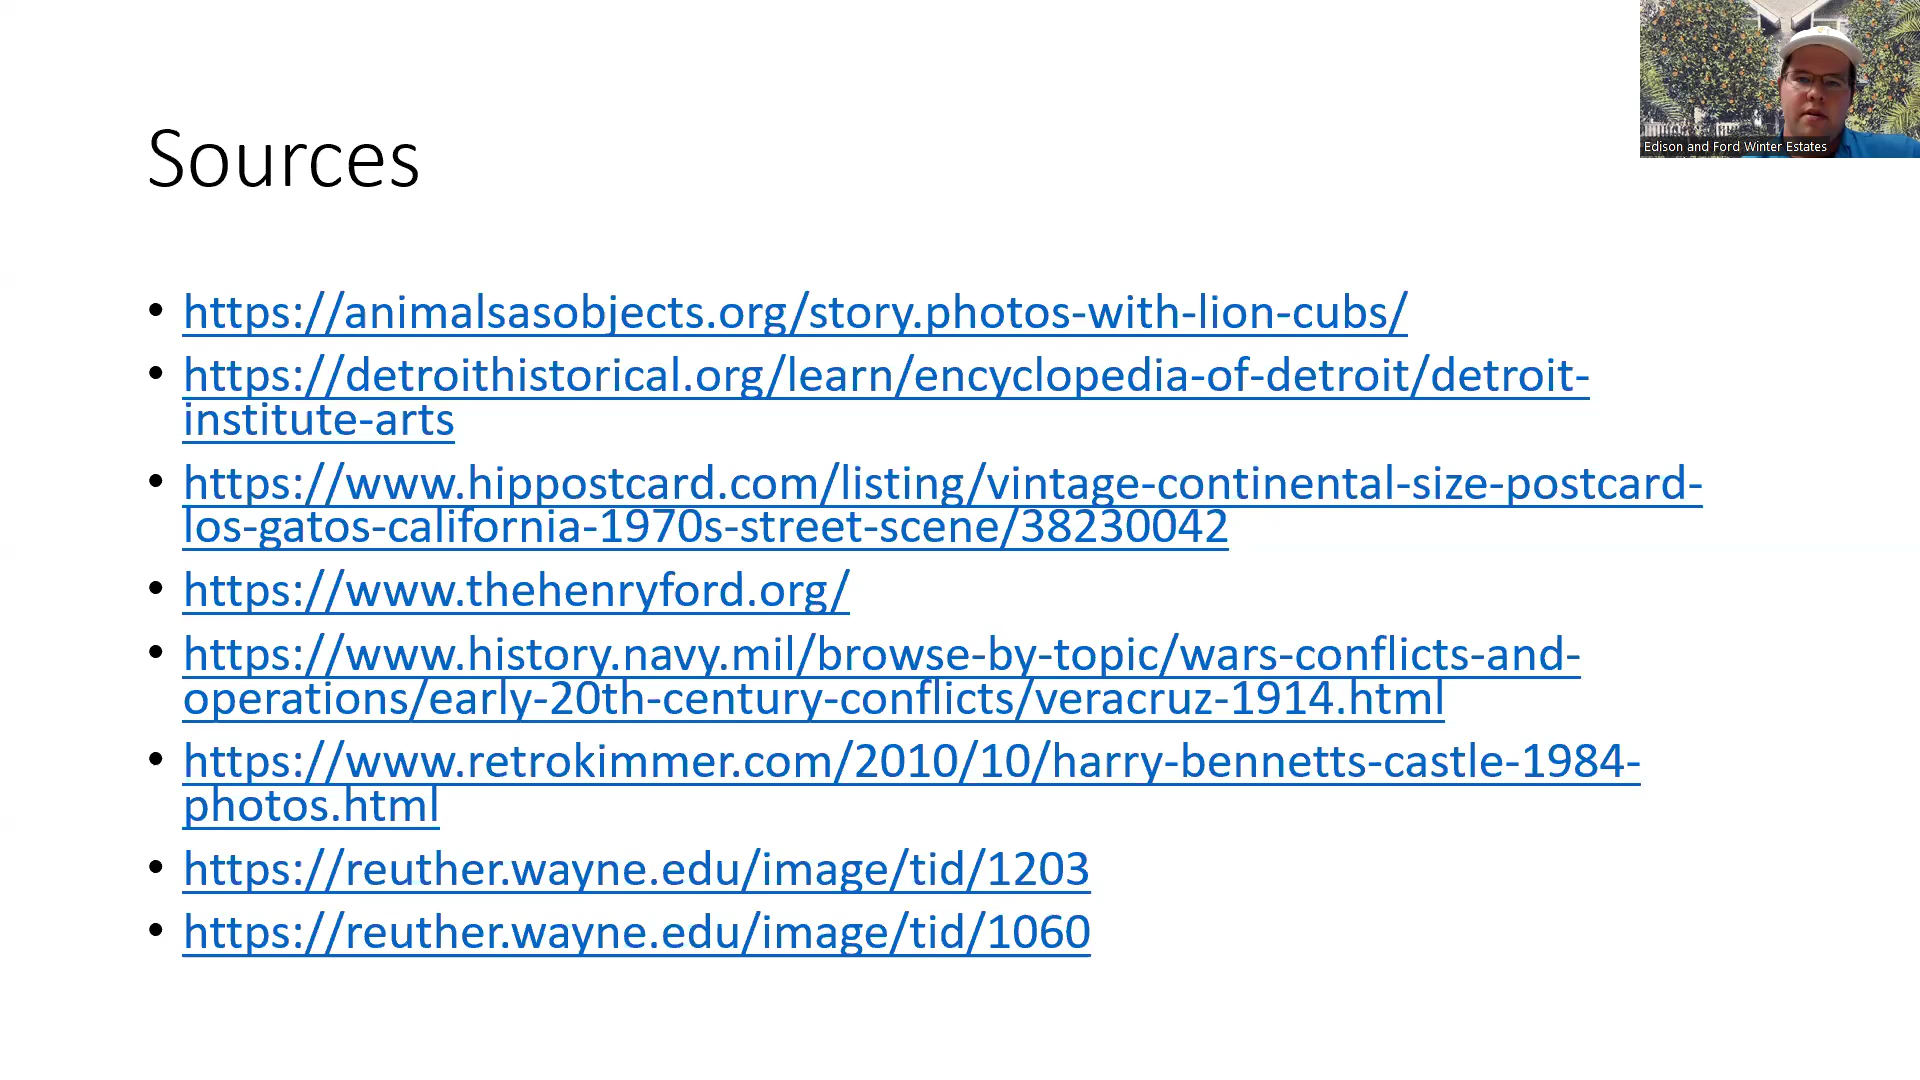 Edison and Ford Winter Estates
Sources
• https://animalsasobjects.org/story.photos-with-lion-cubs/
• https://detroithistorical.org/learn/encyclopedia-of-detroit/detroit-
institute-arts
• https://www.hippostcard.com/listing/vintage-continental-size-postcard-
los-gatos-california-1970s-street-scene/38230042
• https://www.thehenryford.org/
• https://www.history.navy.mil/browse-by-topic/wars-conflicts-and-
operations/early-20th-century-conflicts/veracruz-1914.html
• https://www.retrokimmer.com/2010/10/harry-bennetts-castle-1984-
photos.html
• https://reuther.wayne.edu/image/tid/1203
• https://reuther.wayne.edu/image/tid/1060